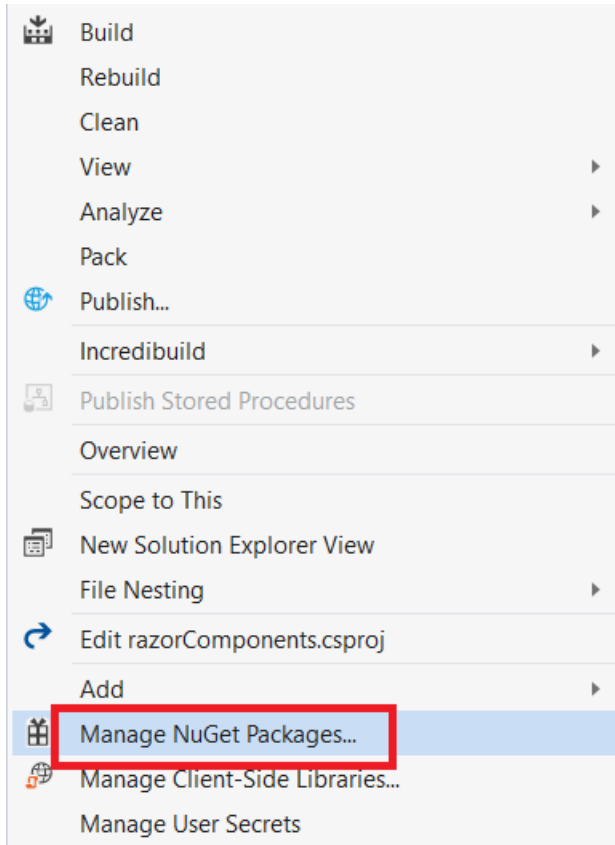 Build
Rebuild
Clean
View
Analyze
Pack
Publish...
Incredibuild
Publish Stored Procedures
Overview
Scope to This
New Solution Explorer View
File Nesting
Edit razorComponents.csproj
Add
Manage NuGet Packages...
Manage Client-Side Libraries...
Manage User Secrets